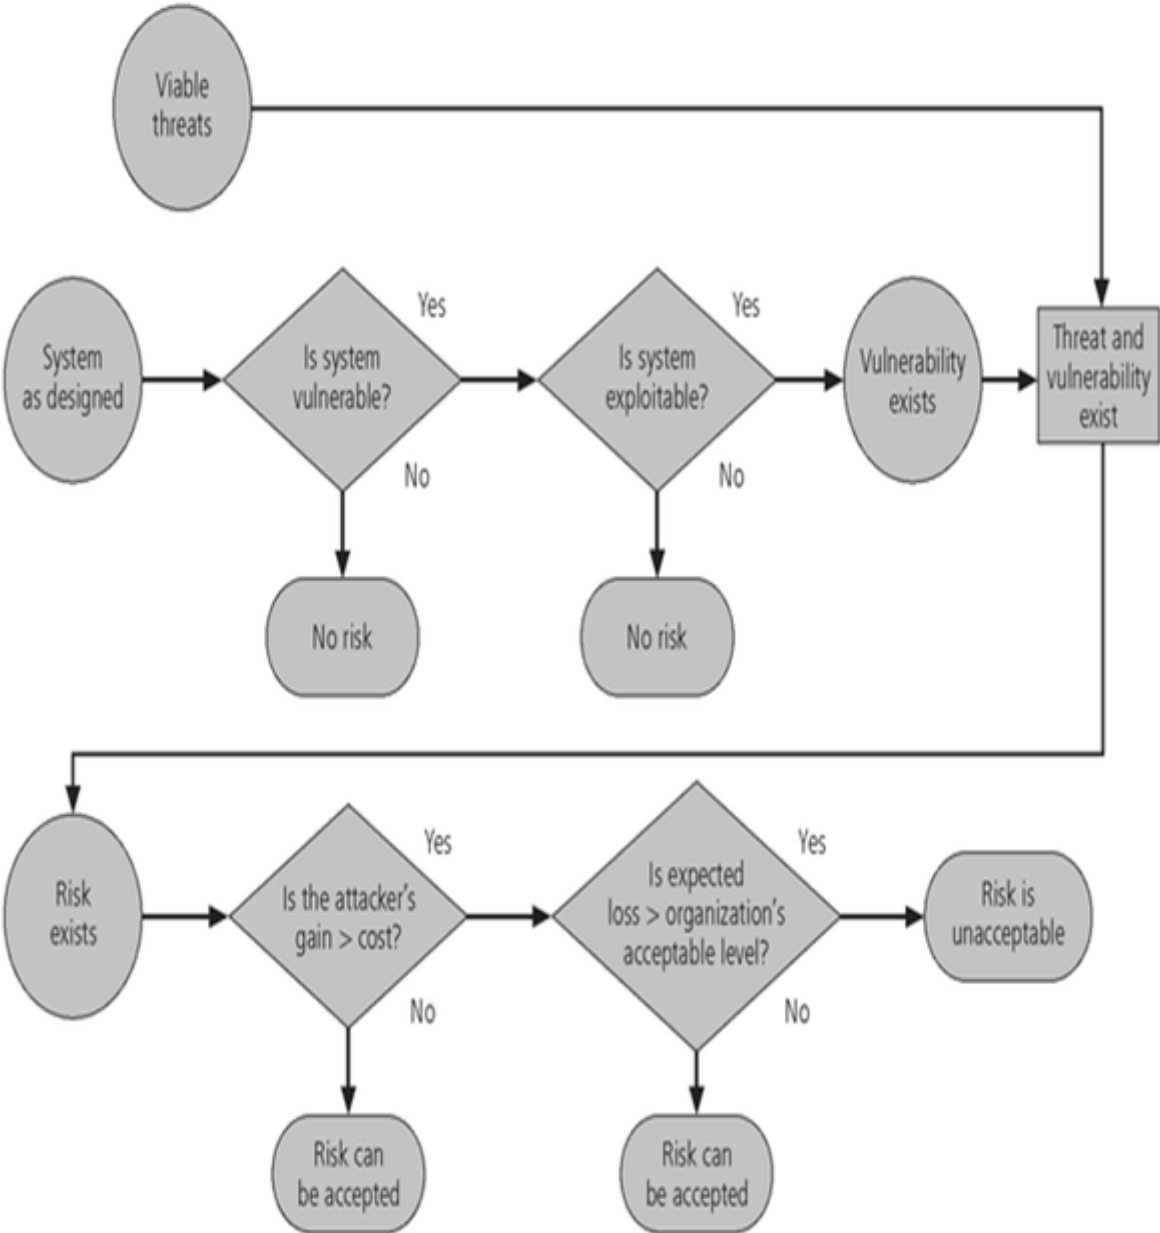 Viable
threats
System
as designed
Is system
vulnerable?
Yes
No
No risk
Is system
exploitable?
Yes
No
No risk
Vulnerability
exists
Threat and
vulnerability
exist
Risk
exists
Is the attacker's
gain > cost?
Yes
No
Risk can
be accepted
Is expected
loss > organization's
acceptable level?
Yes
No
Risk can
be accepted
Risk is
unacceptable